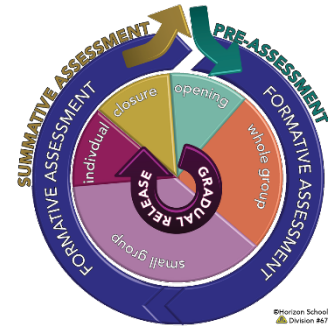 SUMMATIVE ASSESSMENT
PRE-ASSESSMENT
FORMATIVE ASSESSMENT
FORMATIVE ASSESSMENT
closure
opening
indivdual
whole group
GRADUAL RELEASE
small group
©Horizon School
Division #67